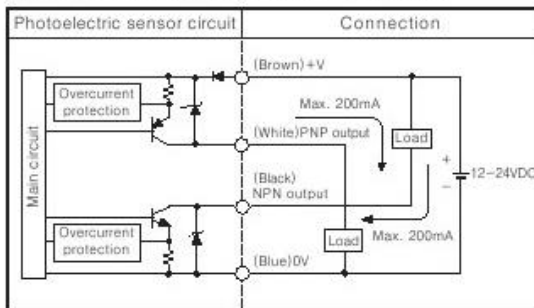 Photoelectric sensor circuit
Connection
(Brown)+V
Overcurrent
protection
Max. 200mA
(White)PNP output
Load
Main circuit
+
12-24VDC
-
(Black)
NPN output
Overcurrent
protection
Load
Max. 200mA
(Blue)0V